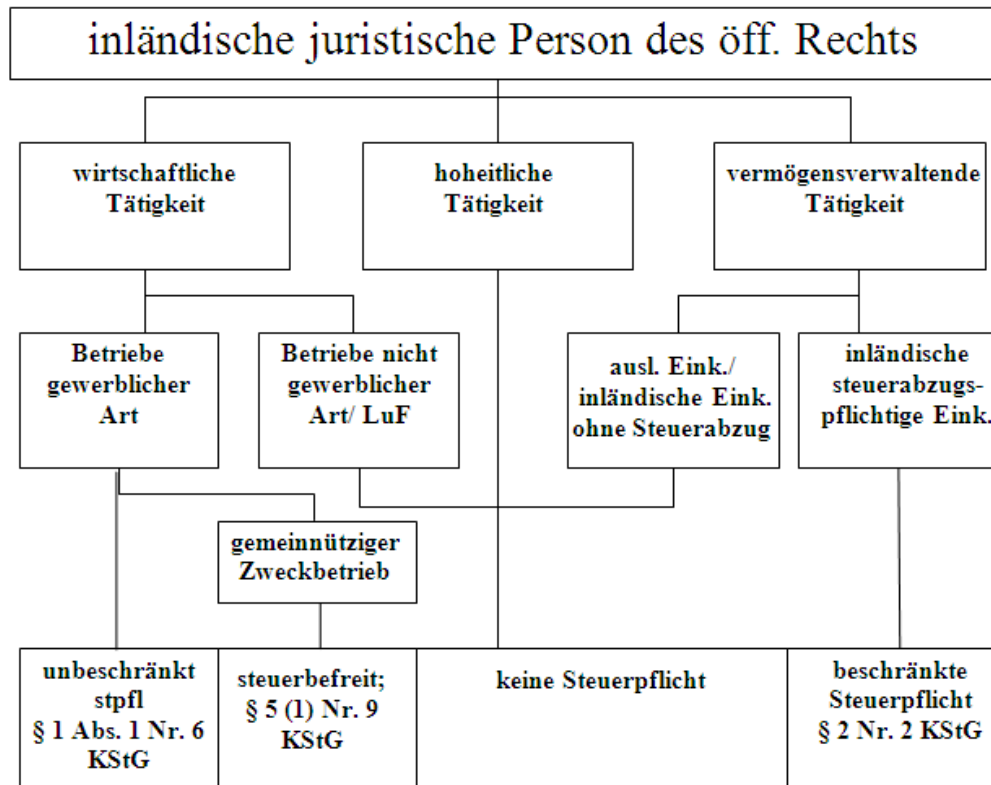 inländische juristische Person des öff. Rechts
wirtschaftliche
Tätigkeit
hoheitliche
Tätigkeit
vermögensverwaltende
Tätigkeit
Betriebe
gewerblicher
Art
Betriebe nicht
gewerblicher
Art/ LuF
ausl. Eink./
inländische Eink.
ohne Steuerabzug
inländische
steuerabzugs-
pflichtige Eink.
gemeinnütziger
Zweckbetrieb
unbeschränkt
stpfl
§ 1 Abs. 1 Nr. 6
KStG
steuerbefreit;
§ 5 (1) Nr. 9
KStG
keine Steuerpflicht
beschränkte
Steuerpflicht
§ 2 Nr. 2 KStG